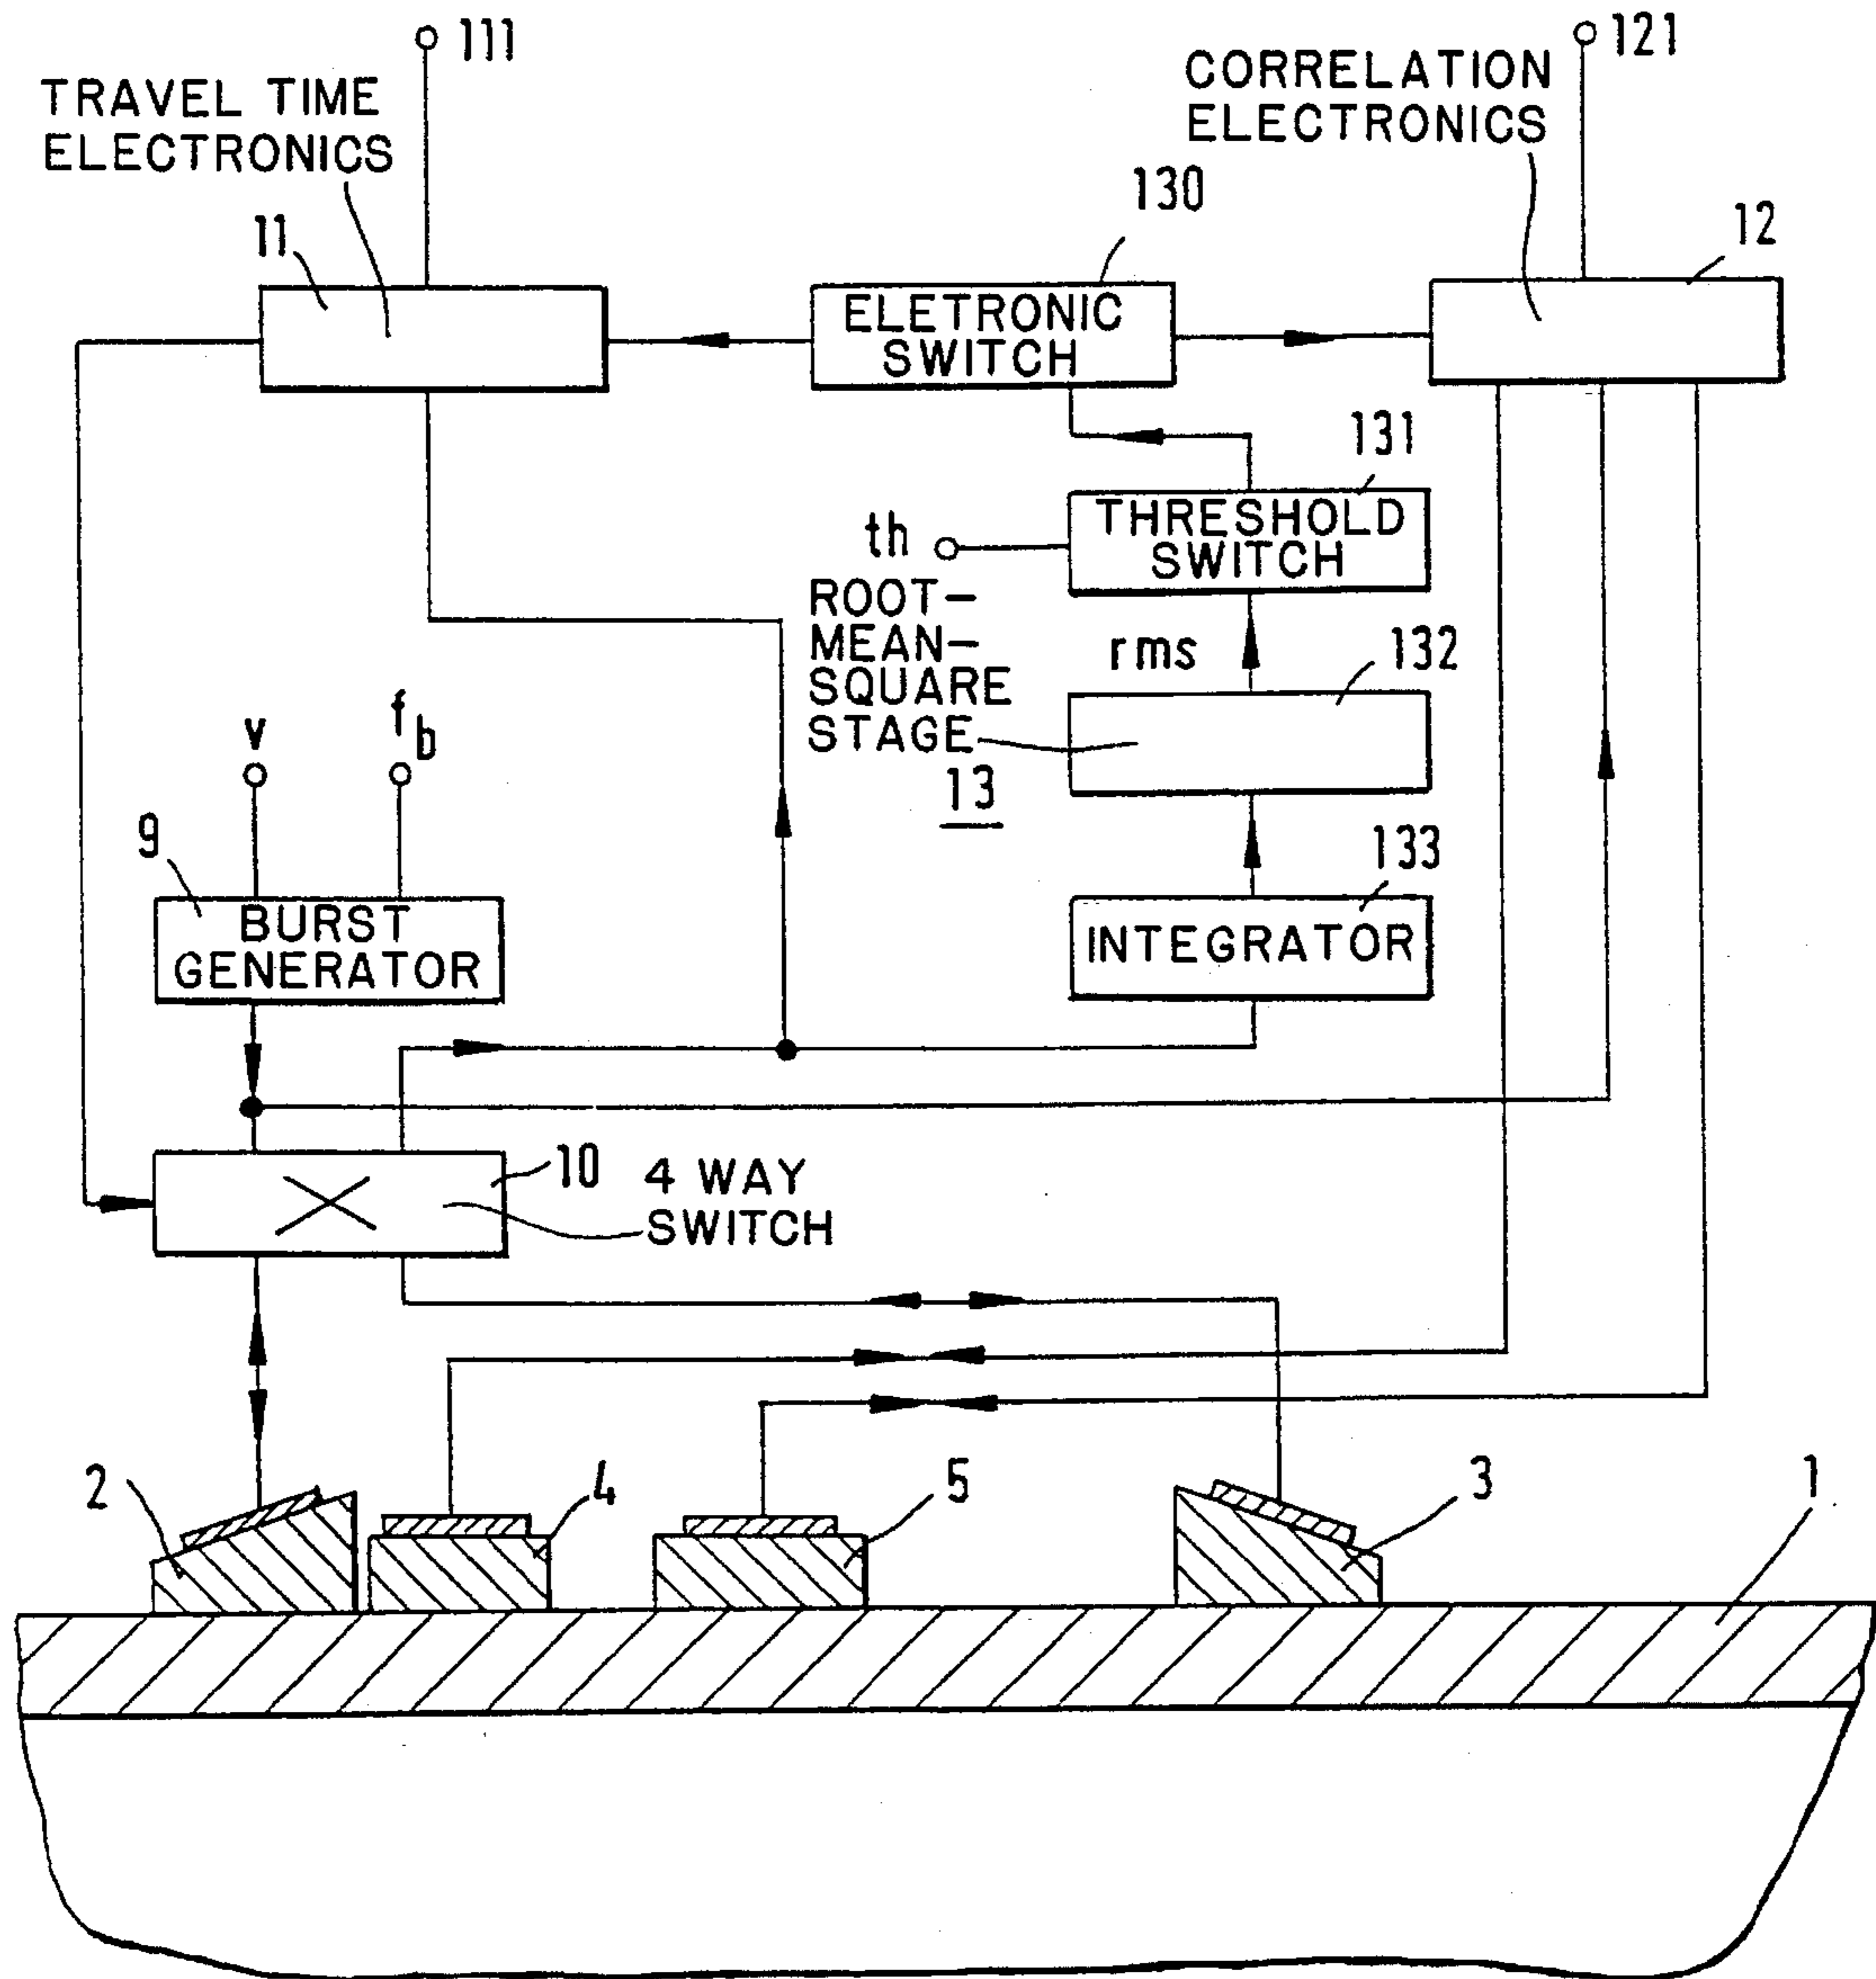 111
121
TRAVEL TIME
ELECTRONICS
CORRELATION
ELECTRONICS
130
11
12
ELETRONIC
SWITCH
131
th
THRESHOLD
SWITCH
ROOT-
MEAN-
SQUARE
STAGE
rms
132
13
v
fb
9
BURST
GENERATOR
133
INTEGRATOR
10
4 WAY
SWITCH
2
4
5
3
1